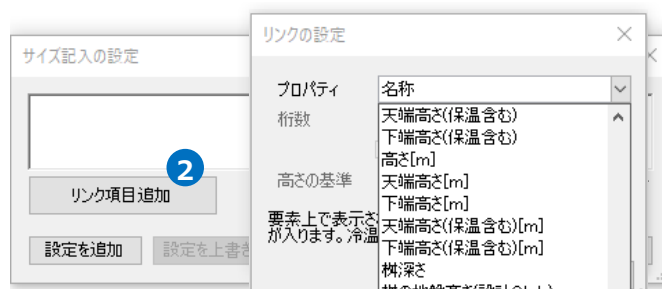 サイズ記入の設定
2
リンク項目追加
設定を追加
設定を上書き
リンクの設定
プロパティ
名称
桁数
高さの基準
要素上で表示さ
が入ります。冷温
天端高さ(保温含む)
下端高さ(保温含む)
高さ[m]
天端高さ[m]
下端高さ[m]
天端高さ(保温含む)[m]
下端高さ(保温含む)[m]
桝深さ